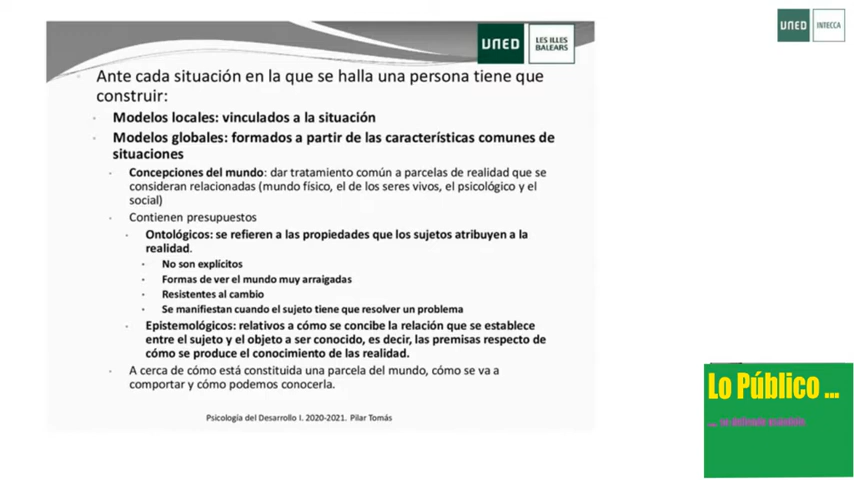 UNED
LES ILLES
BALEARS
UNED
INTECCA
Ante cada situación en la que se halla una persona tiene que
construir:
Modelos locales: vinculados a la situación
Modelos globales: formados a partir de las características comunes de
situaciones
Concepciones del mundo: dar tratamiento común a parcelas de realidad que se
consideran relacionadas (mundo físico, el de los seres vivos, el psicológico y el
social)
Contienen presupuestos
Ontológicos: se refieren a las propiedades que los sujetos atribuyen a la
realidad.
No son explícitos
Formas de ver el mundo muy arraigadas
Resistentes al cambio
Se manifiestan cuando el sujeto tiene que resolver un problema
Epistemológicos: relativos a cómo se concibe la relación que se establece
entre el sujeto y el objeto a ser conocido, es decir, las premisas respecto de
cómo se produce el conocimiento de las realidad.
A cerca de cómo está constituida una parcela del mundo, cómo se va a
comportar y cómo podemos conocerla.
Psicología del Desarrollo I. 2020-2021. Pilar Tomás
Lo Público ...